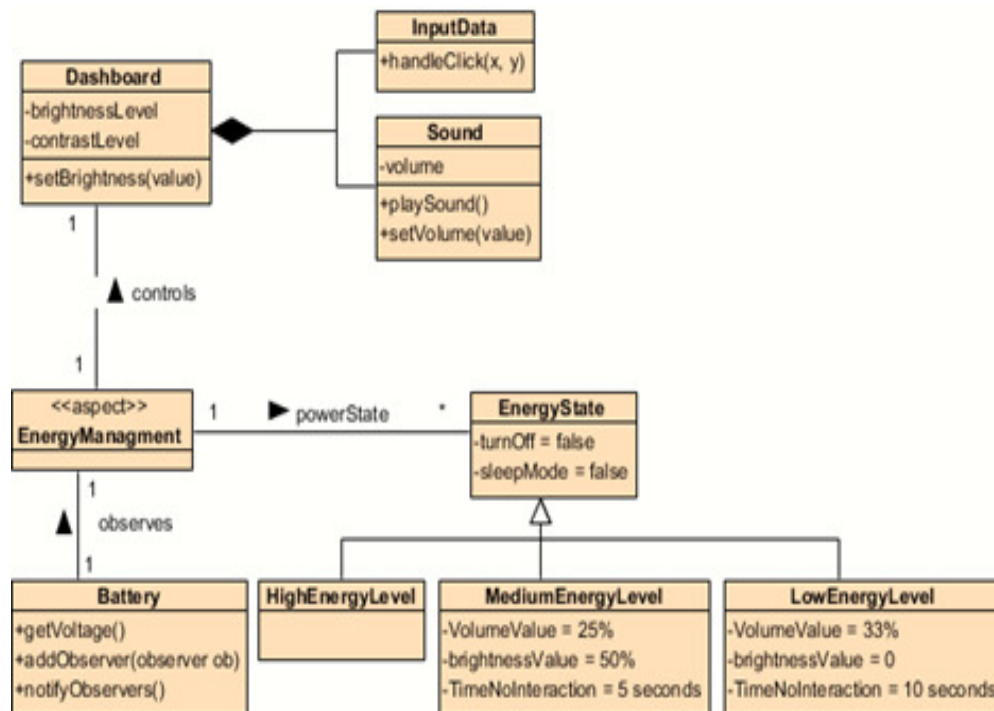 InputData
+handleClick(x, y)
Dashboard
-brightnessLevel
-contrastLevel
+setBrightness(value)
Sound
-volume
+playSound()
+setVolume(value)
1
controls
1
<<aspect>>
EnergyManagment
1
powerState
*
EnergyState
-turnOff = false
-sleepMode = false
1
observes
1
Battery
+getVoltage()
+addObserver(observer ob)
+notifyObservers()
HighEnergyLevel
MediumEnergyLevel
-VolumeValue = 25%
-brightnessValue = 50%
-TimeNoInteraction = 5 seconds
LowEnergyLevel
-VolumeValue = 33%
-brightnessValue = 0
-TimeNoInteraction = 10 seconds